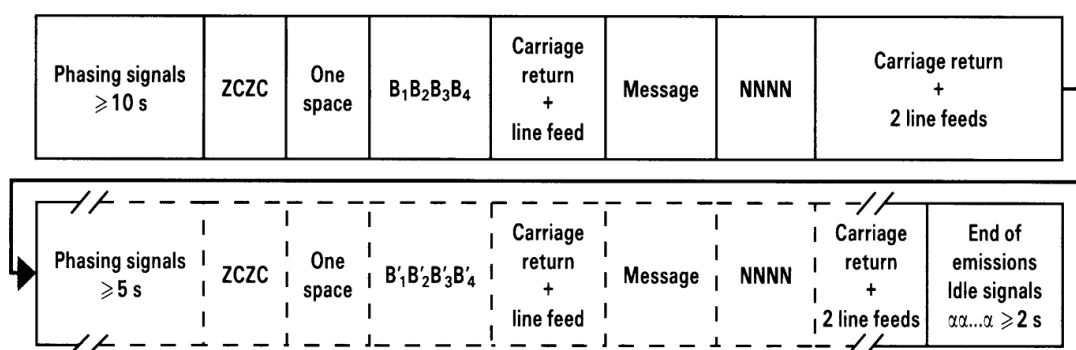 Phasing signals
⩾ 10 s
ZCZC
One
space
B₁B₂B₃B₄
Carriage
return
+
line feed
Message
NNNN
Carriage return
+
2 line feeds
Phasing signals
⩾ 5 s
ZCZC
One
space
B′₁B′₂B′₃B′₄
Carriage
return
+
line feed
Message
NNNN
Carriage
return
+
2 line feeds
End of
emissions
Idle signals
αα...α ⩾ 2 s